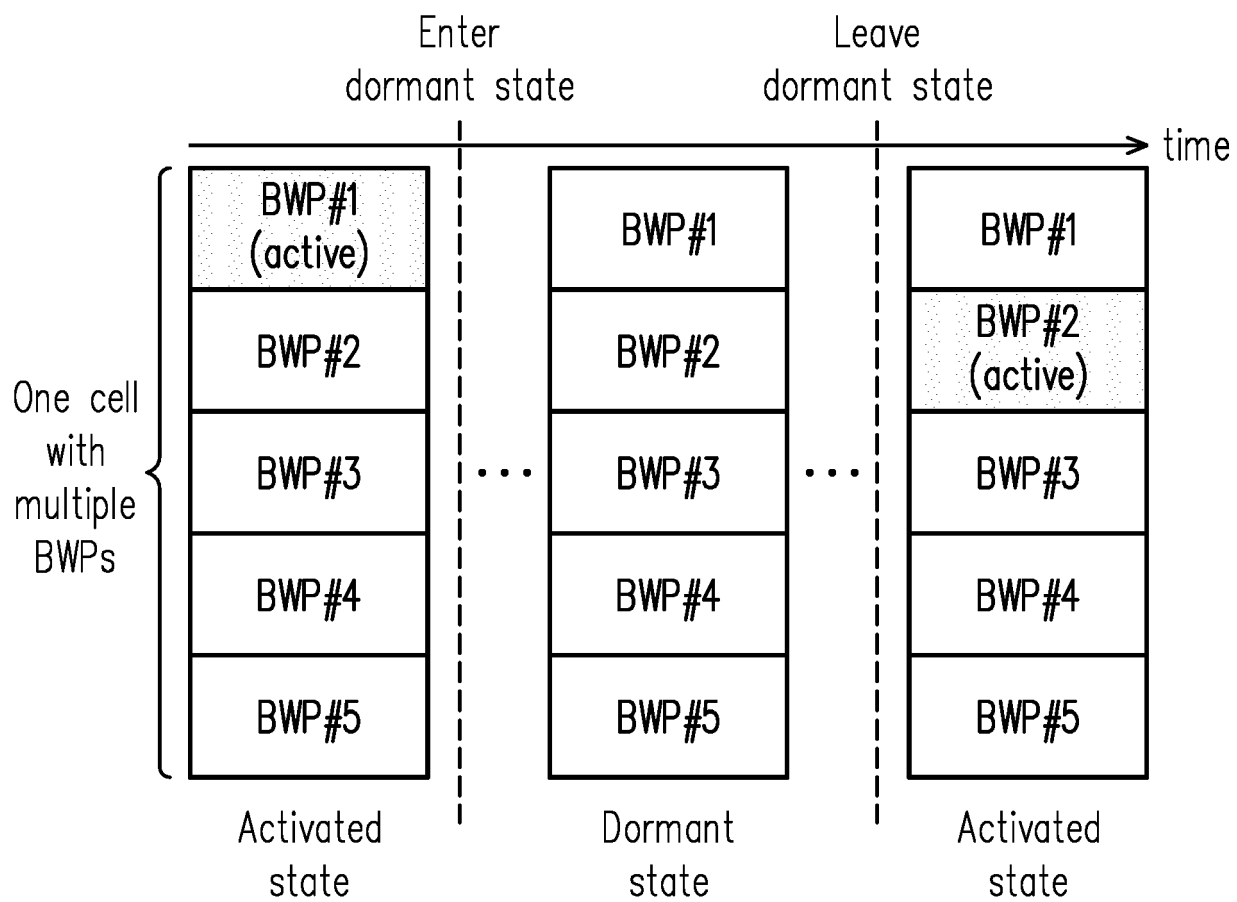 Enter
dormant state
Leave
dormant state
time
One cell
with
multiple
BWPs
BWP#1
(active)
BWP#2
BWP#3
BWP#4
BWP#5
Activated
state
...
BWP#1
BWP#2
BWP#3
BWP#4
BWP#5
Dormant
state
...
BWP#1
BWP#2
(active)
BWP#3
BWP#4
BWP#5
Activated
state